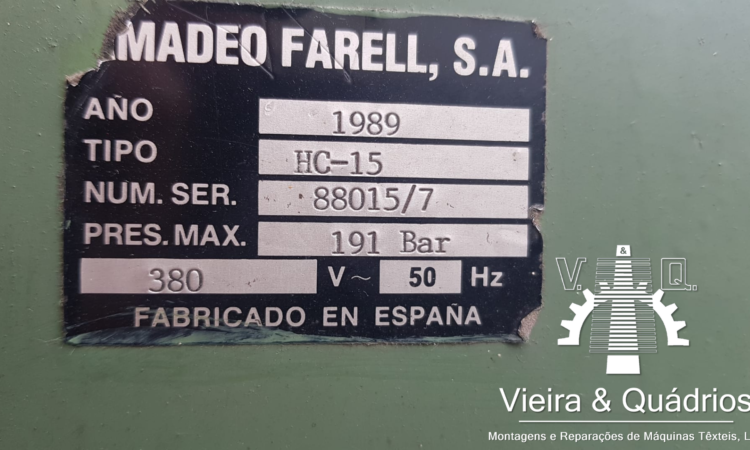 AMADEO FARELL, S.A.
AÑO 1989
TIPO HC-15
NUM. SER. 88015/7
PRES. MAX. 191 Bar
380 V~ 50 Hz
FABRICADO EN ESPAÑA
V. & Q.
Vieira & Quádrios
Montagens e Reparações de Máquinas Têxteis, L